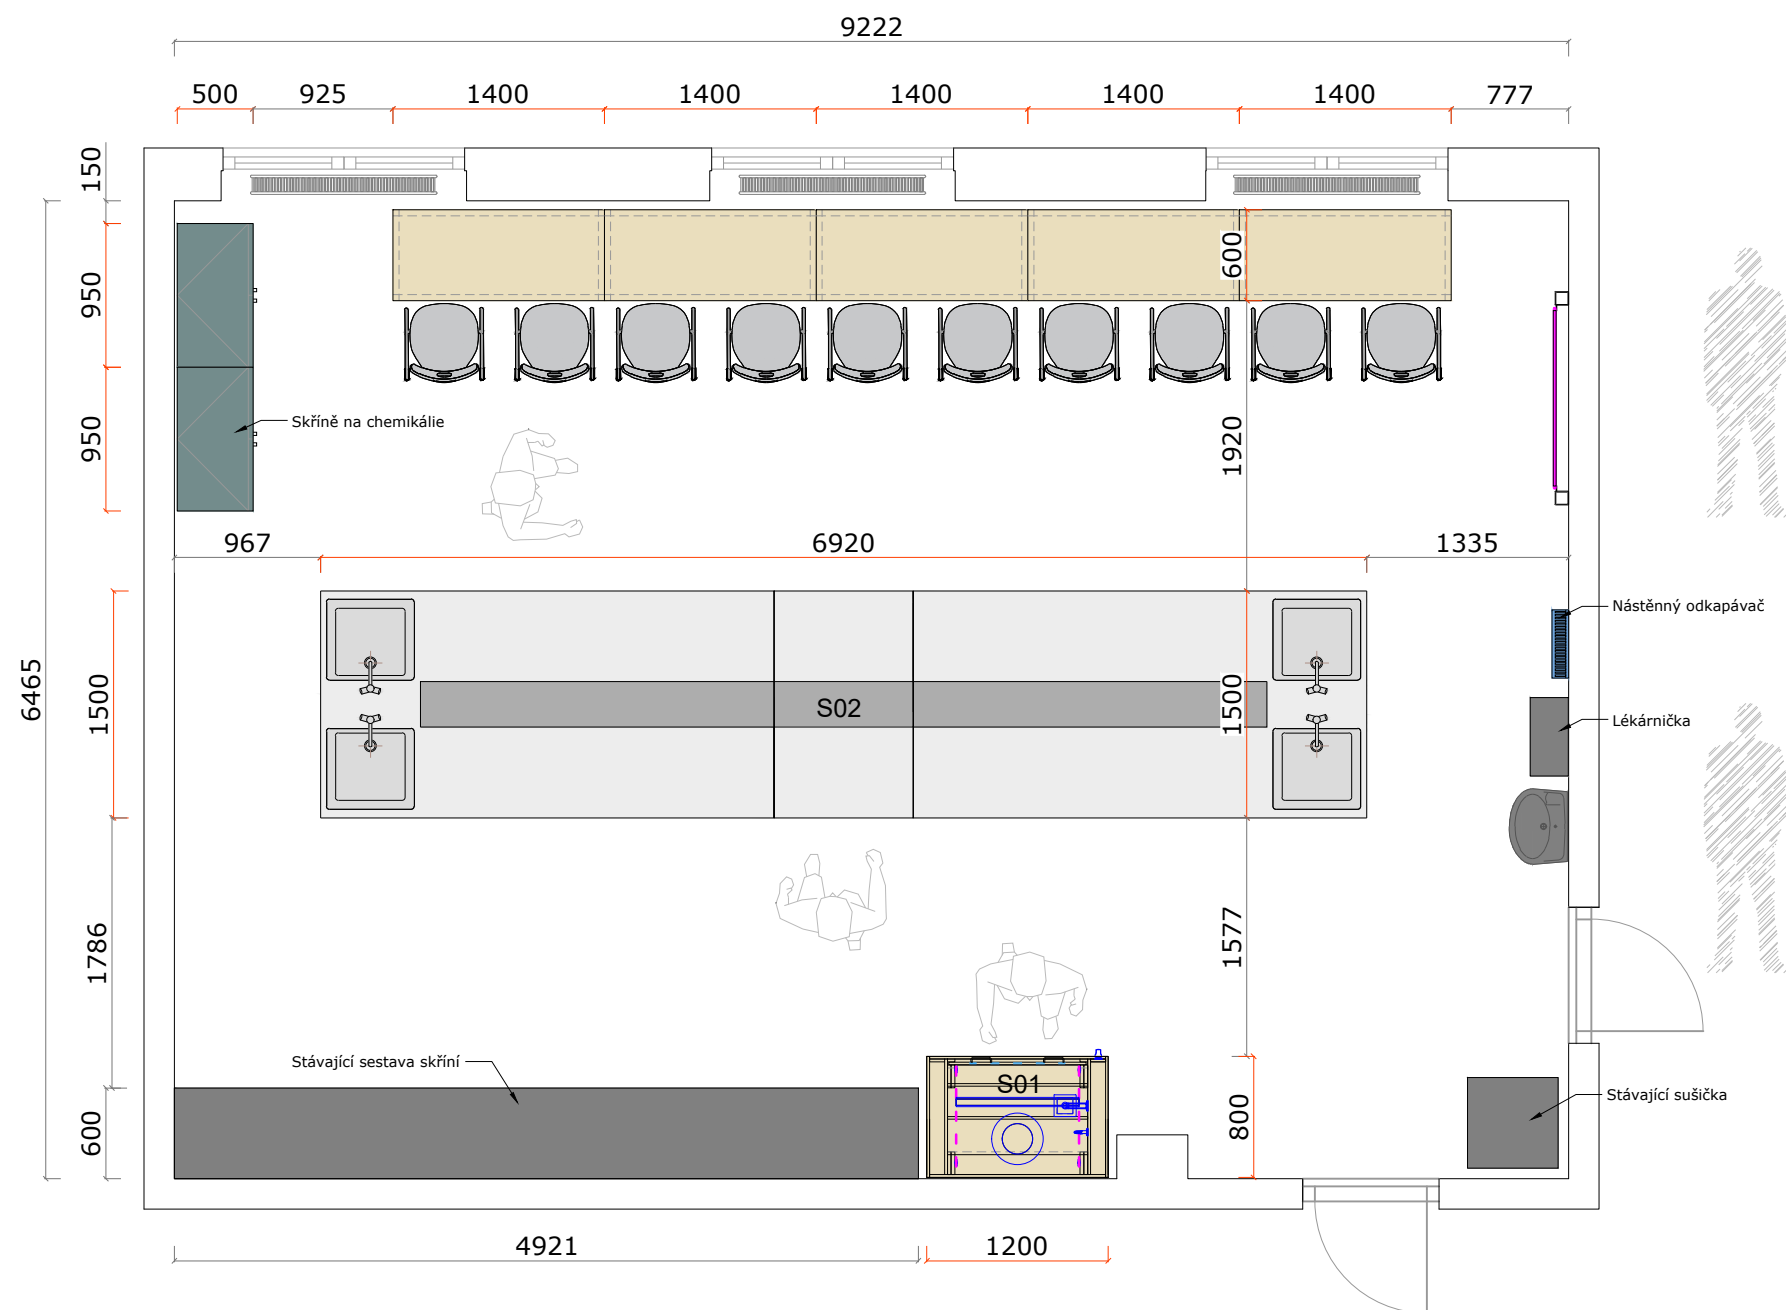 9222
500 925 1400 1400 1400 1400 1400 777
150
950
600
950
Skříně na chemikálie
1920
967 6920 1335
Nástěnný odkapávač
6465
1500
S02
1500
Lékárnička
1786
1577
Stávající sestava skříní
S01
Stávající sušička
600
800
4921 1200